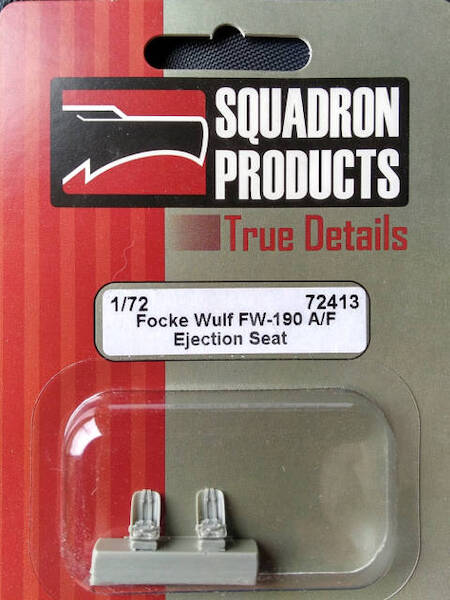 SQUADRON
PRODUCTS
True Details
1/72 72413
Focke Wulf FW-190 A/F
Ejection Seat